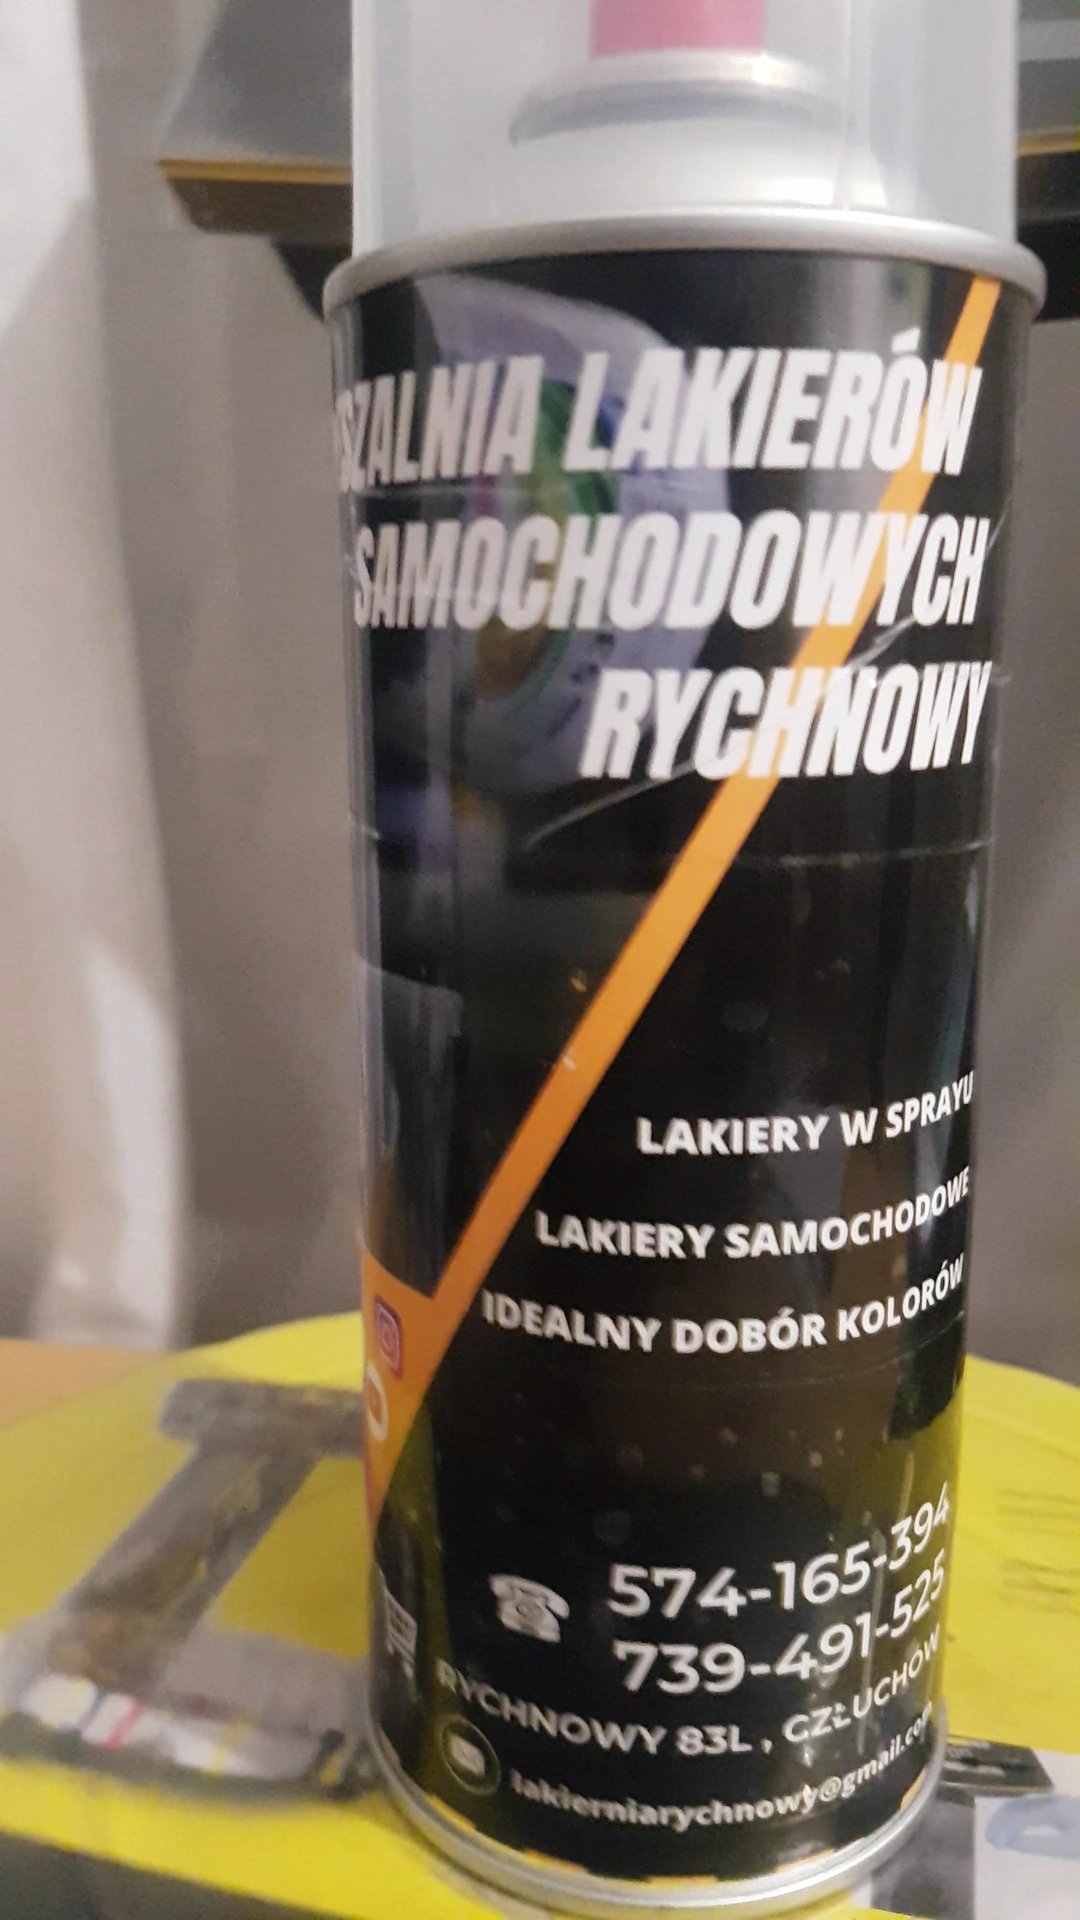 SZALNIA LAKIERÓW
SAMOCHODOWYCH
RYCHNOWY
LAKIERY W SPRAYU
LAKIERY SAMOCHODOWE
IDEALNY DOBÓR KOLORÓW
574-165-394
739-491-525
RYCHNOWY 83L , CZŁUCHÓW
lakierniarychnowy@gmail.com